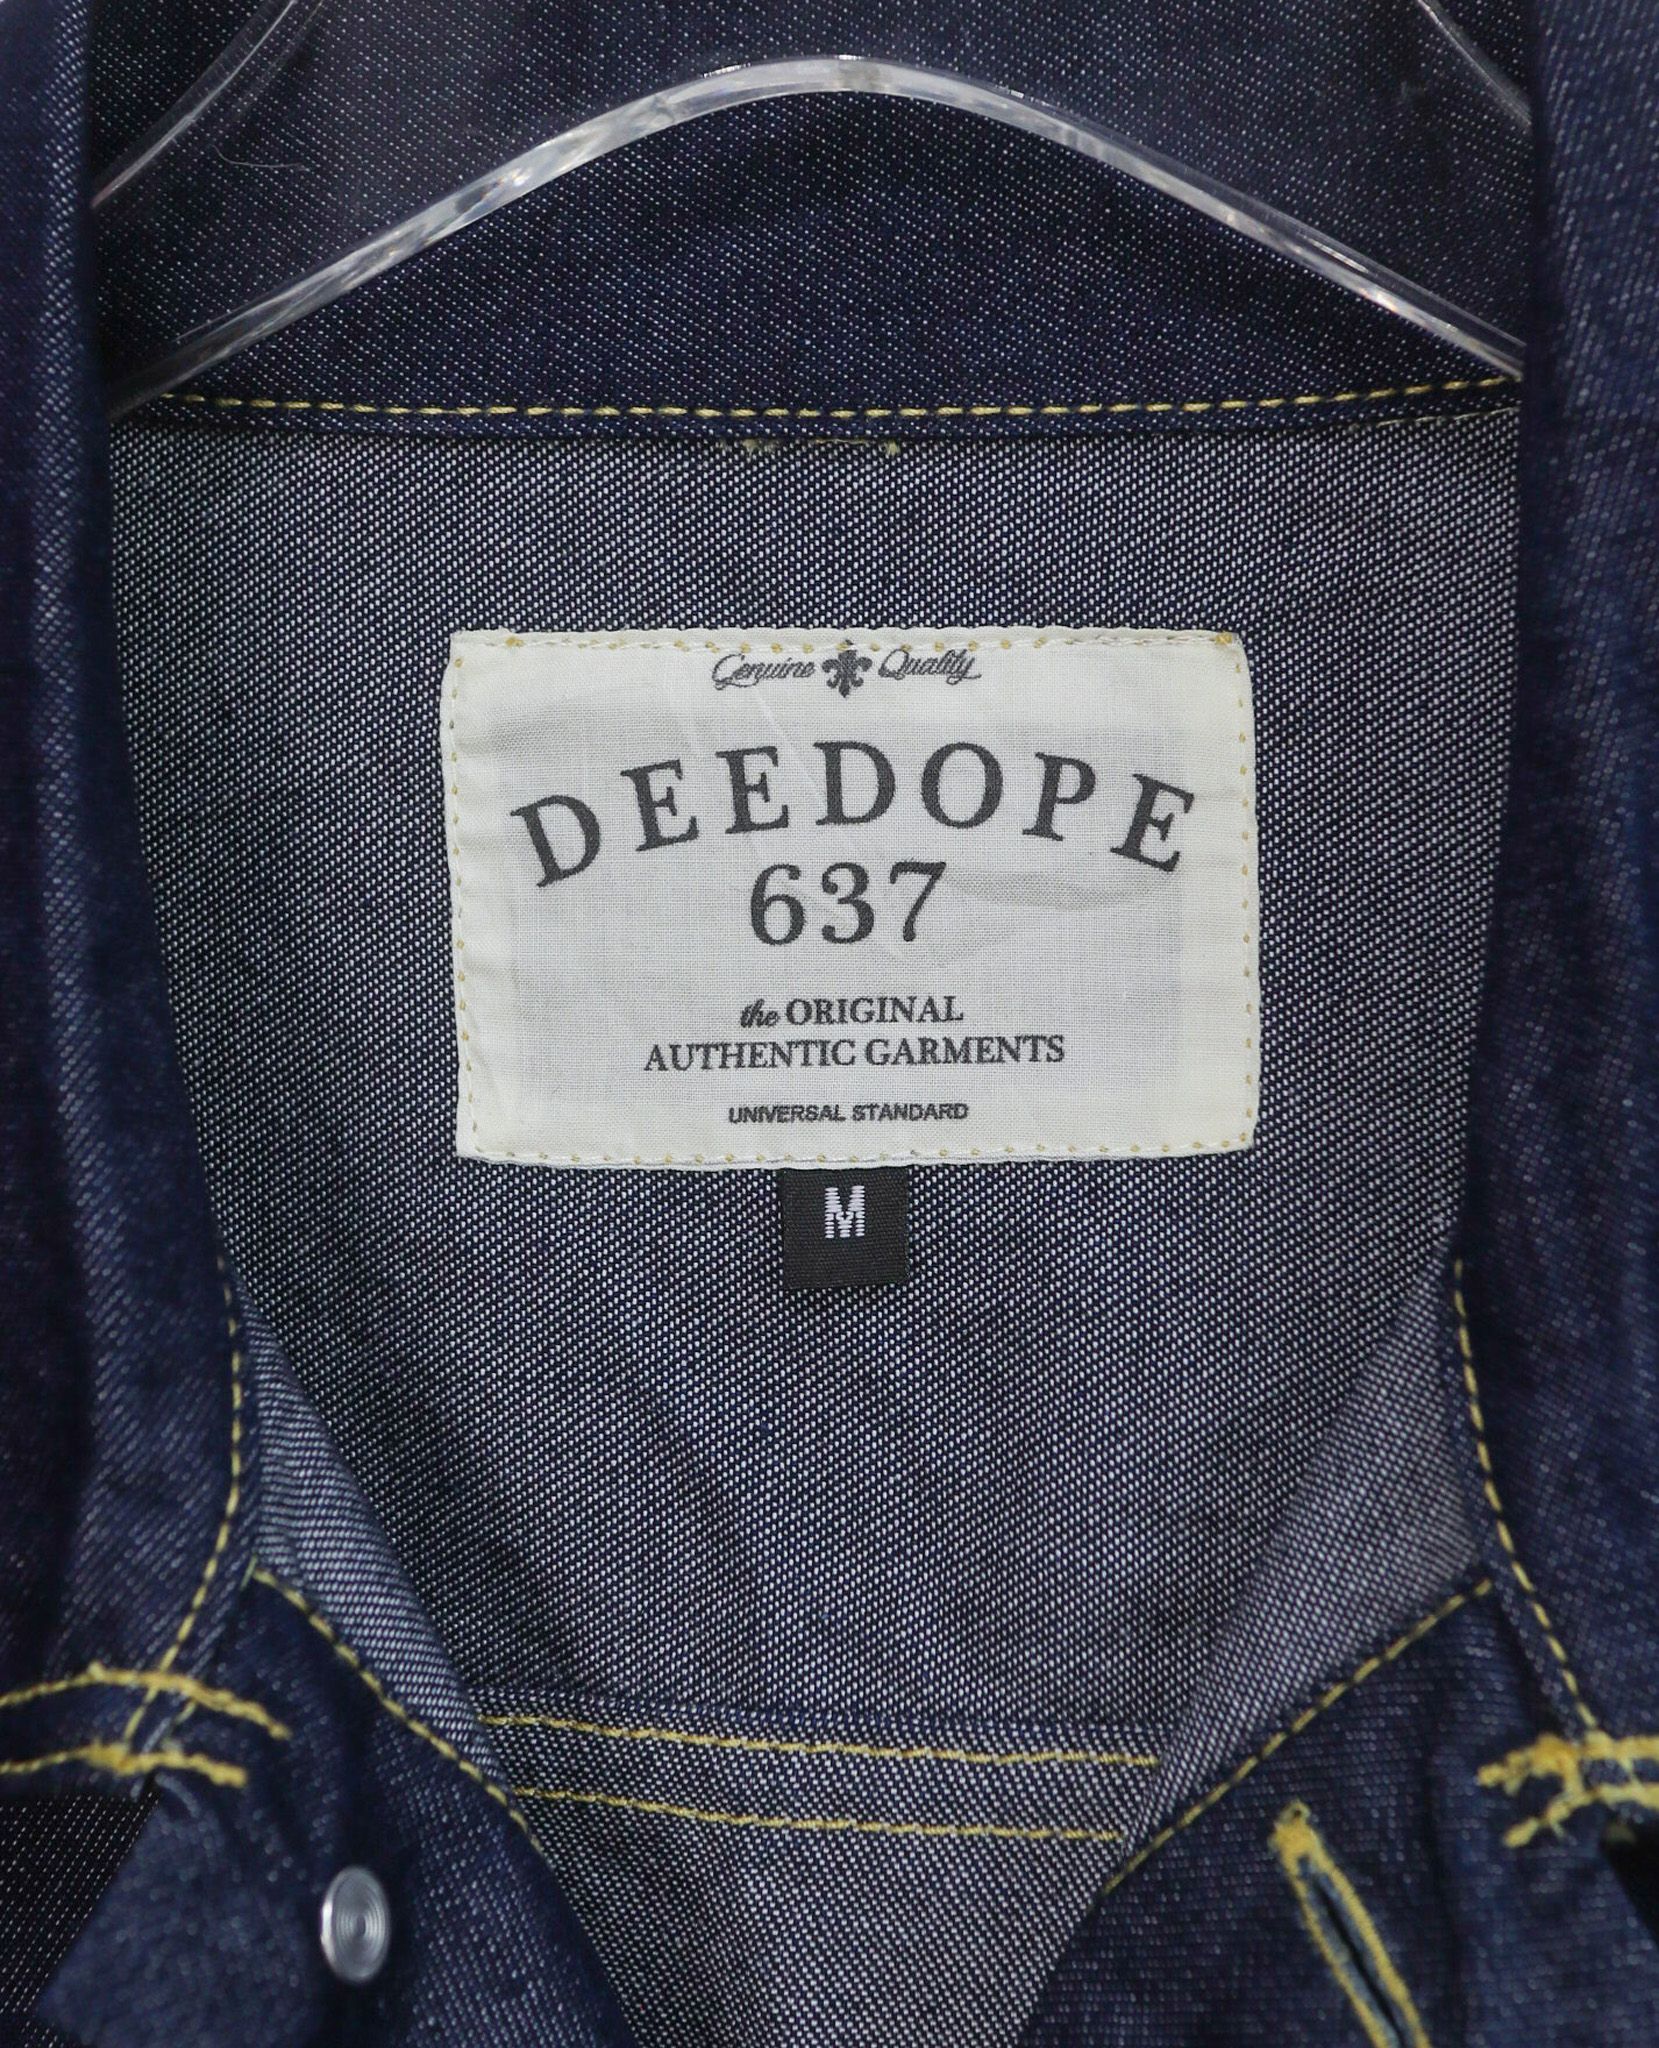 Genuine Quality
DEEDOPE
637
the ORIGINAL
AUTHENTIC GARMENTS
UNIVERSAL STANDARD
M